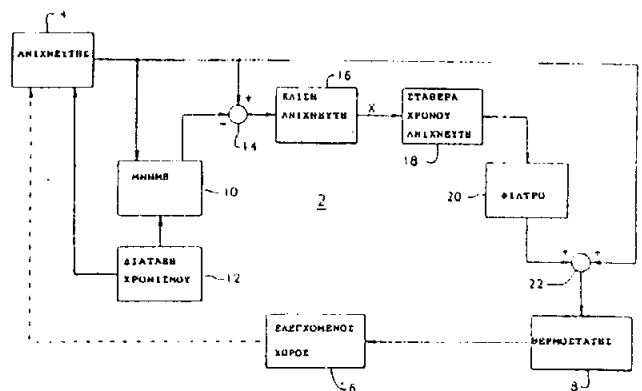 4
ΑΝΙΧΝΕΥΤΗΣ
16
ΚΛΙΣΗ
ΑΝΙΧΝΕΥΤΗ
X
ΣΤΑΘΕΡΑ
ΧΡΟΝΟΥ
ΑΝΙΧΝΕΥΤΗ
18
+
-
14
ΜΝΗΜΗ
10
2
20
ΦΙΛΤΡΟ
ΔΙΑΤΑΞΗ
ΧΡΟΝΙΣΜΟΥ
12
+
+
22
ΕΛΕΓΧΟΜΕΝΟΣ
ΧΩΡΟΣ
6
ΘΕΡΜΟΣΤΑΤΗΣ
8